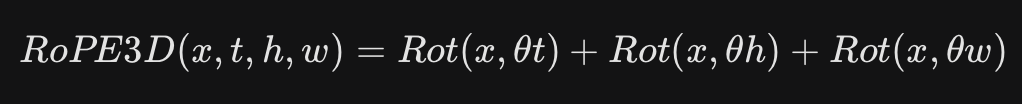 RoPE3D(x, t, h, w) = Rot(x, θt) + Rot(x, θh) + Rot(x, θw)